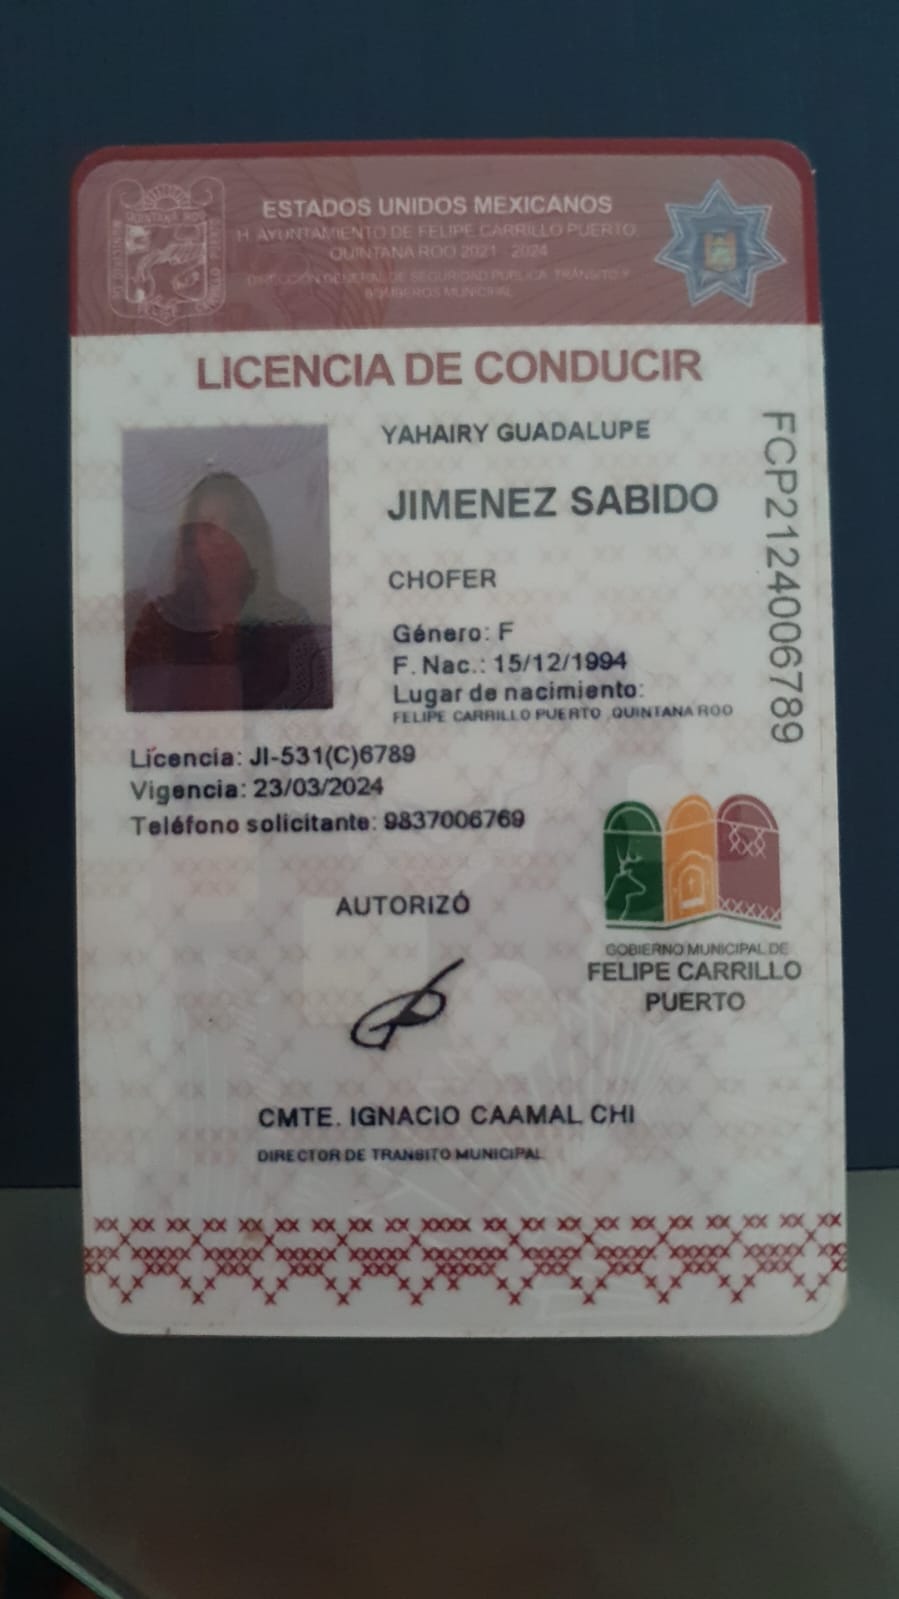 ESTADOS UNIDOS MEXICANOS
H. AYUNTAMIENTO DE FELIPE CARRILLO PUERTO
QUINTANA ROO 2021 - 2024
DIRECCIÓN GENERAL DE SEGURIDAD PÚBLICA, TRÁNSITO Y
BOMBEROS MUNICIPAL
LICENCIA DE CONDUCIR
YAHAIRY GUADALUPE
JIMENEZ SABIDO
CHOFER
Género: F
F. Nac.: 15/12/1994
Lugar de nacimiento:
FELIPE CARRILLO PUERTO ,QUINTANA ROO
FCP2124006789
Licencia: JI-531(C)6789
Vigencia: 23/03/2024
Teléfono solicitante: 9837006769
AUTORIZÓ
GOBIERNO MUNICIPAL DE
FELIPE CARRILLO
PUERTO
CMTE. IGNACIO CAAMAL CHI
DIRECTOR DE TRANSITO MUNICIPAL